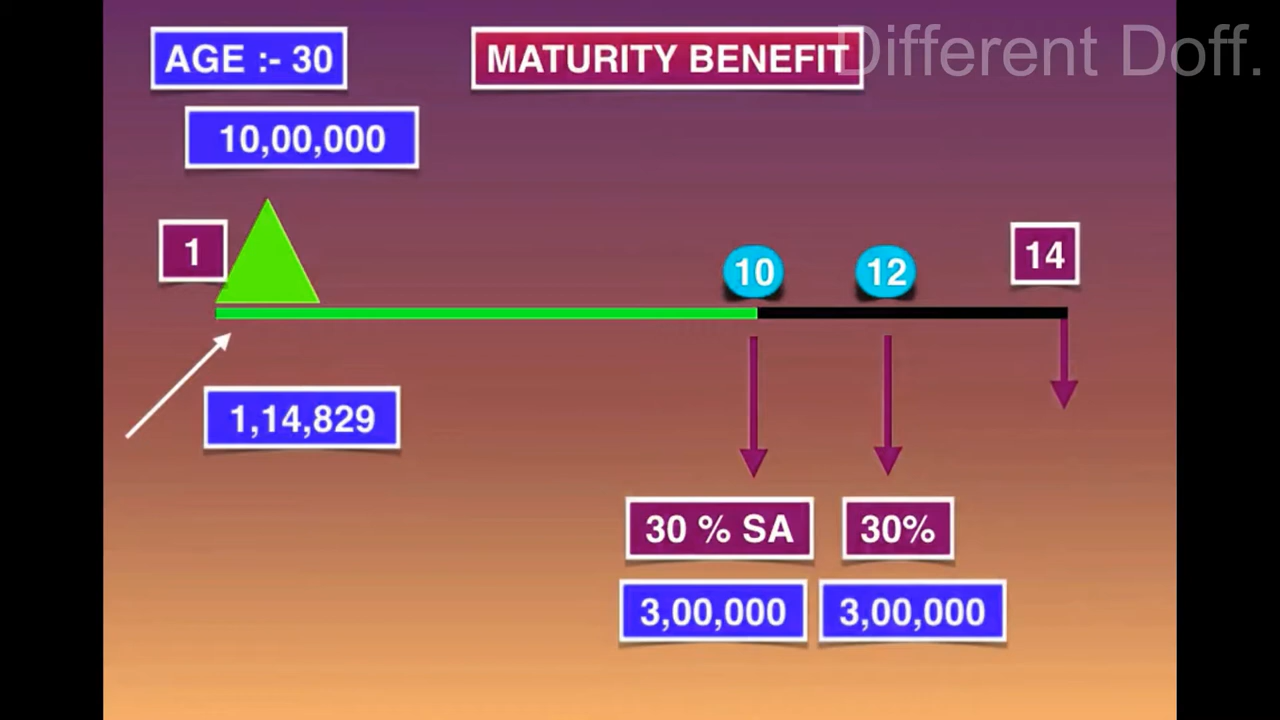 AGE :- 30
MATURITY BENEFIT
Different Doff.
10,00,000
1
10
12
14
1,14,829
30 % SA
30%
3,00,000
3,00,000